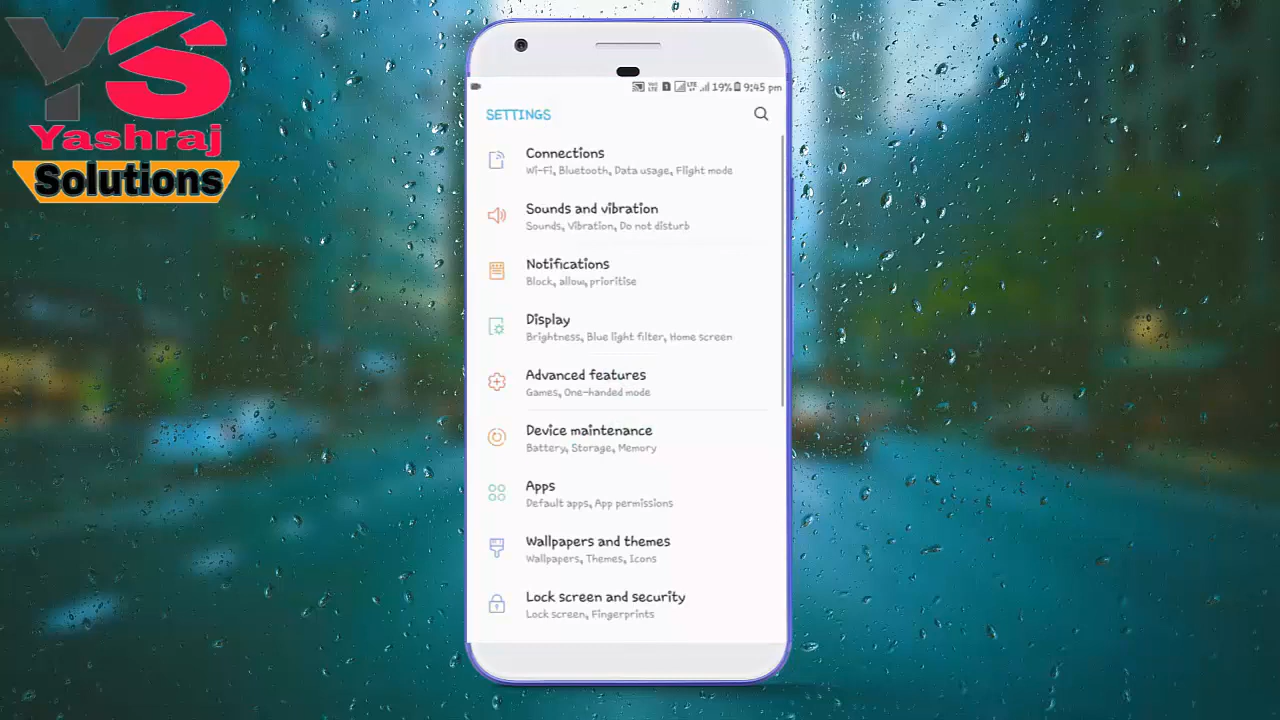 YS
Yashraj
Solutions
19% 9:45 pm
SETTINGS
Connections
Wi-Fi, Bluetooth, Data usage, Flight mode
Sounds and vibration
Sounds, Vibration, Do not disturb
Notifications
Block, allow, prioritise
Display
Brightness, Blue light filter, Home screen
Advanced features
Games, One-handed mode
Device maintenance
Battery, Storage, Memory
Apps
Default apps, App permissions
Wallpapers and themes
Wallpapers, Themes, Icons
Lock screen and security
Lock screen, Fingerprints